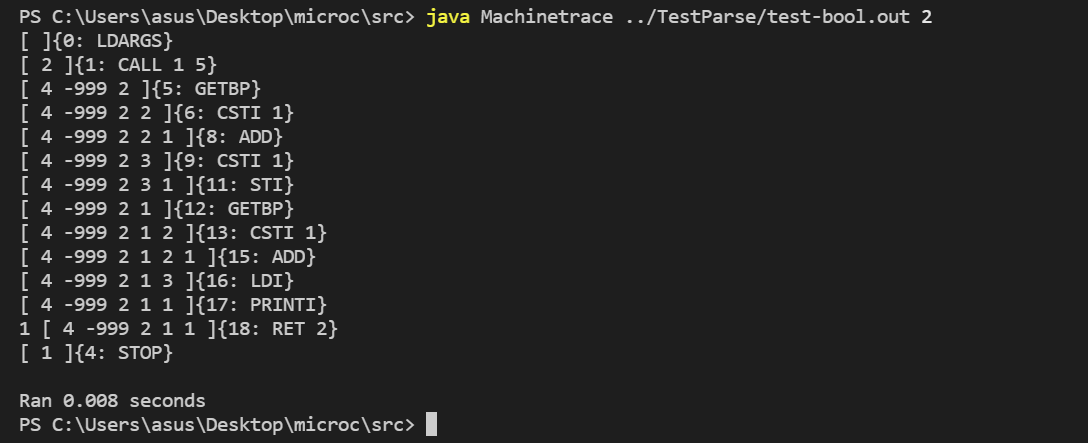 PS C:\Users\asus\Desktop\microc\src> java Machinetrace ../TestParse/test-bool.out 2
[ ]{0: LDARGS}
[ 2 ]{1: CALL 1 5}
[ 4 -999 2 ]{5: GETBP}
[ 4 -999 2 2 ]{6: CSTI 1}
[ 4 -999 2 2 1 ]{8: ADD}
[ 4 -999 2 3 ]{9: CSTI 1}
[ 4 -999 2 3 1 ]{11: STI}
[ 4 -999 2 1 ]{12: GETBP}
[ 4 -999 2 1 2 ]{13: CSTI 1}
[ 4 -999 2 1 2 1 ]{15: ADD}
[ 4 -999 2 1 3 ]{16: LDI}
[ 4 -999 2 1 1 ]{17: PRINTI}
1 [ 4 -999 2 1 1 ]{18: RET 2}
[ 1 ]{4: STOP}
Ran 0.008 seconds
PS C:\Users\asus\Desktop\microc\src>